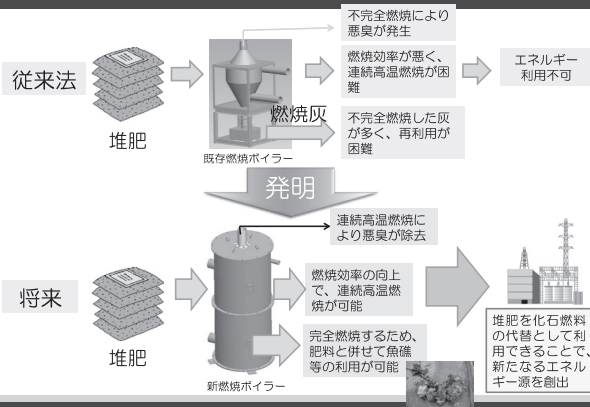 不完全燃焼により
悪臭が発生
従来法
堆肥
既存燃焼ボイラー
燃焼効率が悪く、
連続高温燃焼が困
難
エネルギー
利用不可
燃焼灰
不完全燃焼した灰
が多く、再利用が
困難
発明
連続高温燃焼に
より悪臭が除去
将来
堆肥
新燃焼ボイラー
燃焼効率の向上
で、連続高温燃
焼が可能
完全燃焼するため、
肥料と併せて魚礁
等の利用が可能
堆肥を化石燃料
の代替として利
用できることで、
新たなるエネル
ギー源を創出